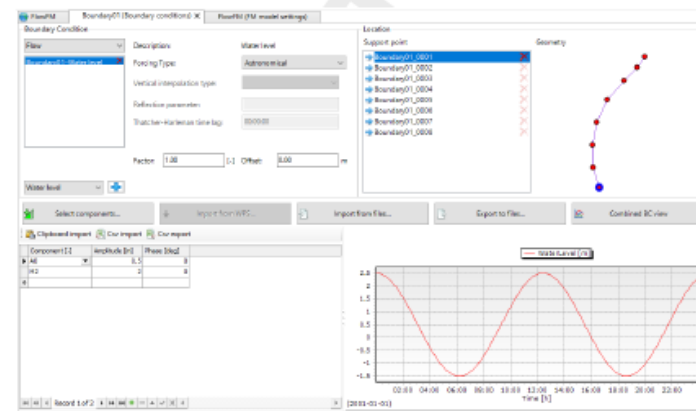 FlowFM Boundary01 (Boundary conditions) FlowFM (FM model settings)
Boundary Condition Location
Flow Description: Water level Support point Geometry
Boundary01-Water level Forcing Type: Astronomical Boundary01_0001
Boundary01_0002
Vertical interpolation type: Boundary01_0003
Boundary01_0004
Reflection parameter: Boundary01_0005
Boundary01_0006
Thatcher-Harleman time lag: 00:00:00 Boundary01_0007
Boundary01_0008
Factor: 1.00 [-] Offset: 0.00 m
Water level
Select components... Import from WPS... Import from files... Export to files... Combined BC view
Clipboard import Csv import Csv export
Component [-] Amplitude [m] Phase [deg]
A0 0.5 0
M2 2 0
Water Level [m]
2.5
2
1.5
1
0.5
0
-0.5
-1
-1.5
02:00 04:00 06:00 08:00 10:00 12:00 14:00 16:00 18:00 20:00 22:00
Time [h]
Record 1 of 2 [2001-01-01]